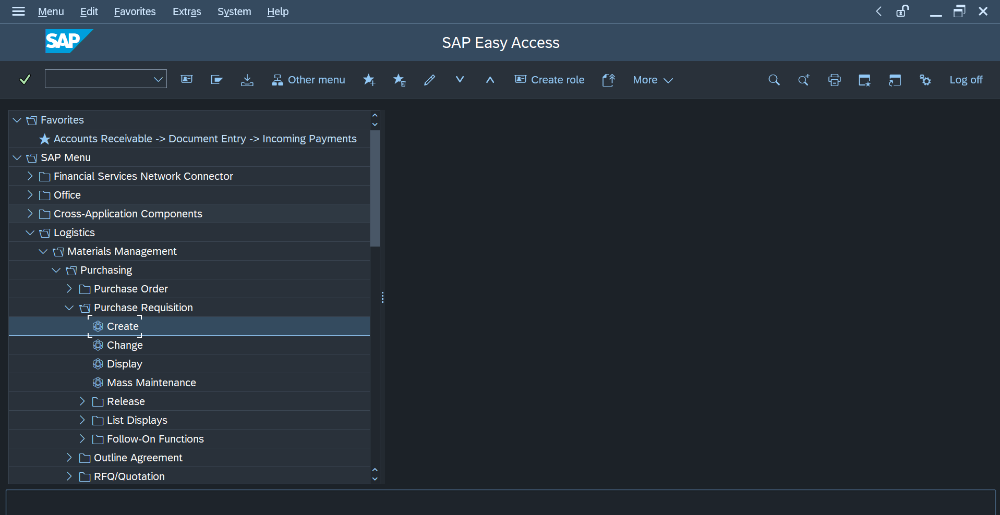 Menu Edit Favorites Extras System Help
SAP SAP Easy Access
Other menu Create role More Log off
Favorites
Accounts Receivable -> Document Entry -> Incoming Payments
SAP Menu
Financial Services Network Connector
Office
Cross-Application Components
Logistics
Materials Management
Purchasing
Purchase Order
Purchase Requisition
Create
Change
Display
Mass Maintenance
Release
List Displays
Follow-On Functions
Outline Agreement
RFQ/Quotation